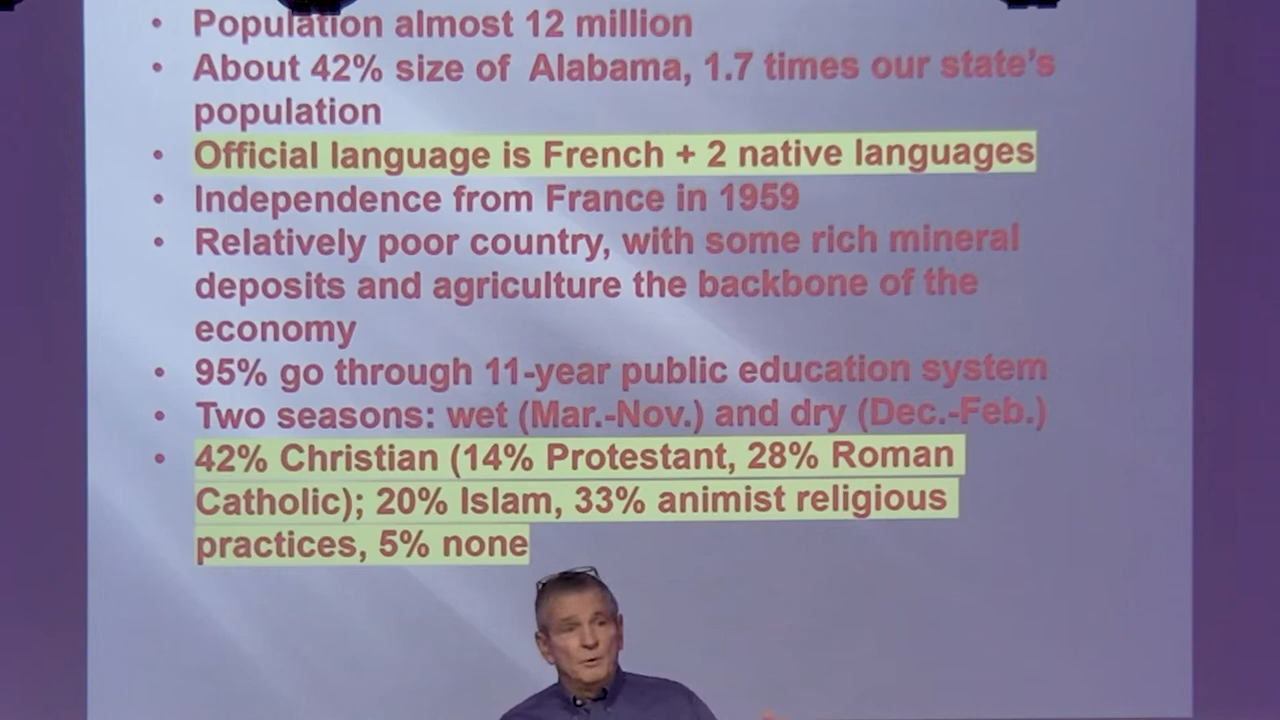 • Population almost 12 million
• About 42% size of Alabama, 1.7 times our state's
population
• Official language is French + 2 native languages
• Independence from France in 1959
• Relatively poor country, with some rich mineral
deposits and agriculture the backbone of the
economy
• 95% go through 11-year public education system
• Two seasons: wet (Mar.-Nov.) and dry (Dec.-Feb.)
• 42% Christian (14% Protestant, 28% Roman
Catholic); 20% Islam, 33% animist religious
practices, 5% none